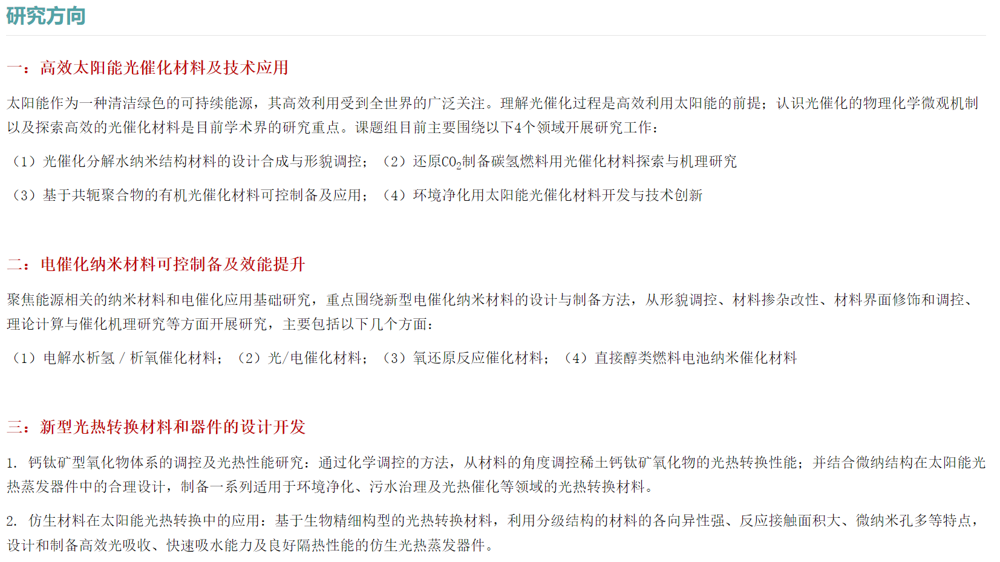 研究方向
一：高效太阳能光催化材料及技术应用
太阳能作为一种清洁绿色的可持续能源，其高效利用受到全世界的广泛关注。理解光催化过程是高效利用太阳能的前提；认识光催化的物理化学微观机制
以及探索高效的光催化材料是目前学术界的研究重点。课题组目前主要围绕以下4个领域开展研究工作：
（1）光催化分解水纳米结构材料的设计合成与形貌调控；（2）还原CO₂制备碳氢燃料用光催化材料探索与机理研究
（3）基于共轭聚合物的有机光催化材料可控制备及应用；（4）环境净化用太阳能光催化材料开发与技术创新
二：电催化纳米材料可控制备及效能提升
聚焦能源相关的纳米材料和电催化应用基础研究，重点围绕新型电催化纳米材料的设计与制备方法，从形貌调控、材料掺杂改性、材料界面修饰和调控、
理论计算与催化机理研究等方面开展研究，主要包括以下几个方面：
（1）电解水析氢／析氧催化材料；（2）光/电催化材料；（3）氧还原反应催化材料；（4）直接醇类燃料电池纳米催化材料
三：新型光热转换材料和器件的设计开发
1. 钙钛矿型氧化物体系的调控及光热性能研究：通过化学调控的方法，从材料的角度调控稀土钙钛矿氧化物的光热转换性能；并结合微纳结构在太阳能光
热蒸发器件中的合理设计，制备一系列适用于环境净化、污水治理及光热催化等领域的光热转换材料。
2. 仿生材料在太阳能光热转换中的应用：基于生物精细构型的光热转换材料，利用分级结构的材料的各向异性强、反应接触面积大、微纳米孔多等特点，
设计和制备高效光吸收、快速吸水能力及良好隔热性能的仿生光热蒸发器件。